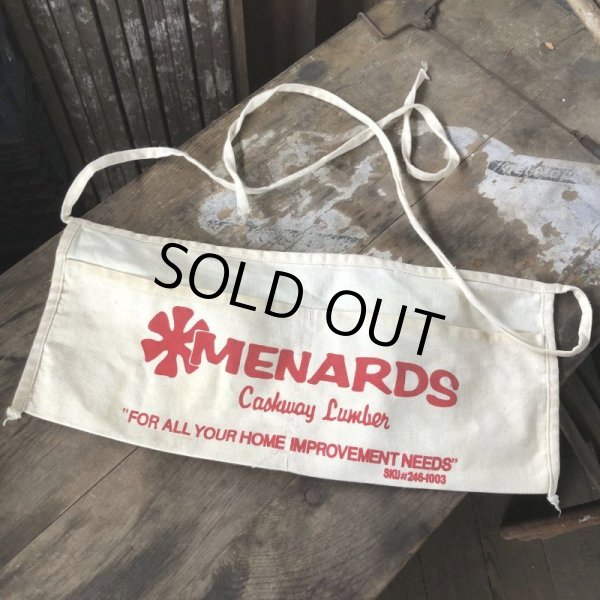 SOLD OUT
MENARDS
Cashway Lumber
"FOR ALL YOUR HOME IMPROVEMENT NEEDS"
SKU#246-1003